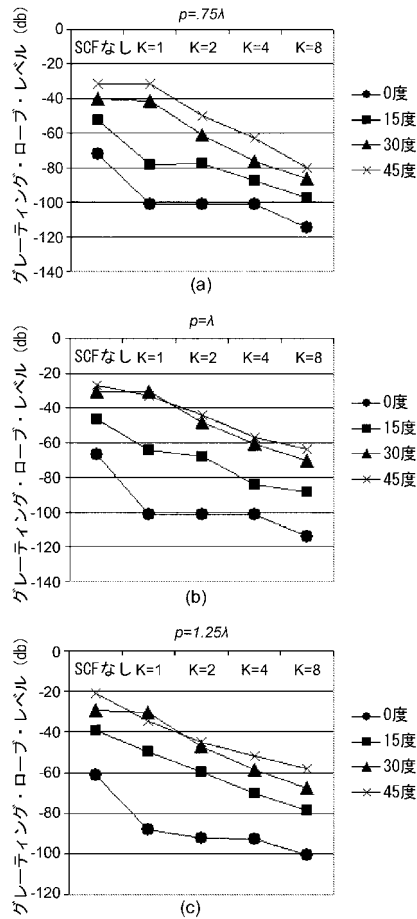 p=.75λ
グレーティング・ローブ・レベル (db)
0
-20
-40
-60
-80
-100
-120
-140
SCFなし K=1 K=2 K=4 K=8
0度
15度
30度
45度
(a)
p=λ
グレーティング・ローブ・レベル (db)
0
-20
-40
-60
-80
-100
-120
-140
SCFなし K=1 K=2 K=4 K=8
0度
15度
30度
45度
(b)
p=1.25λ
グレーティング・ローブ・レベル (db)
0
-20
-40
-60
-80
-100
-120
SCFなし K=1 K=2 K=4 K=8
0度
15度
30度
45度
(c)